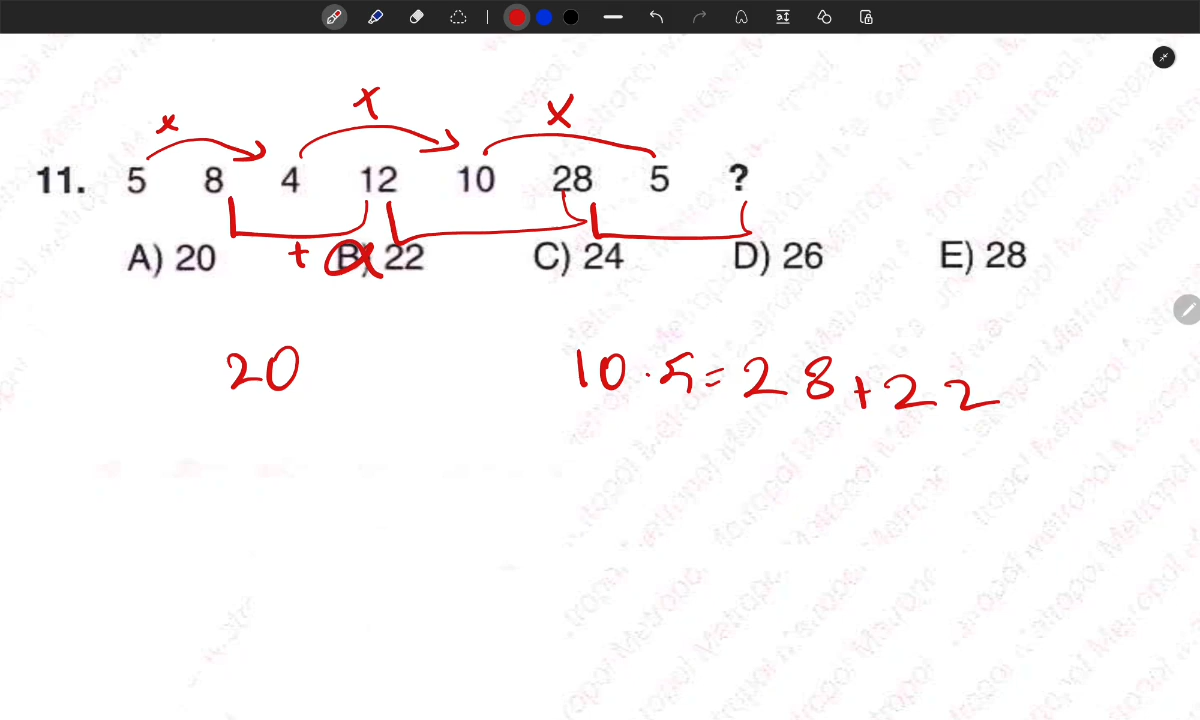 x x x
11. 5 8 4 12 10 28 5 ?
+
A) 20 B) 22 C) 24 D) 26 E) 28
20 10.5=28+22